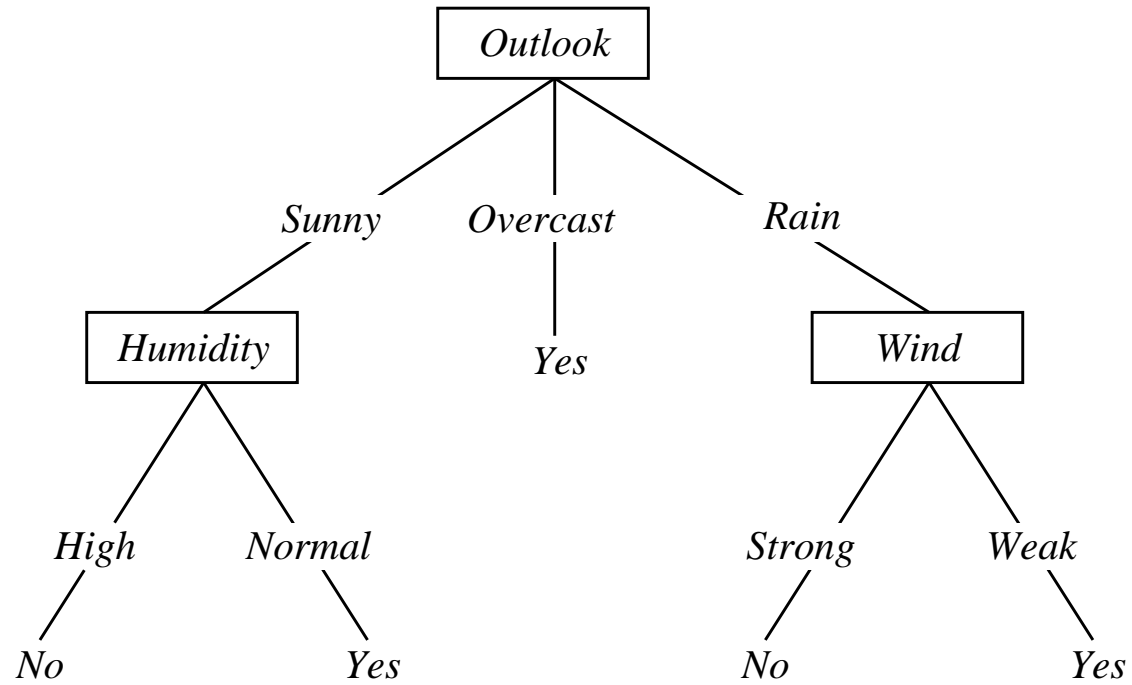 Outlook
Sunny Overcast Rain
Humidity Yes Wind
High Normal Strong Weak
No Yes No Yes